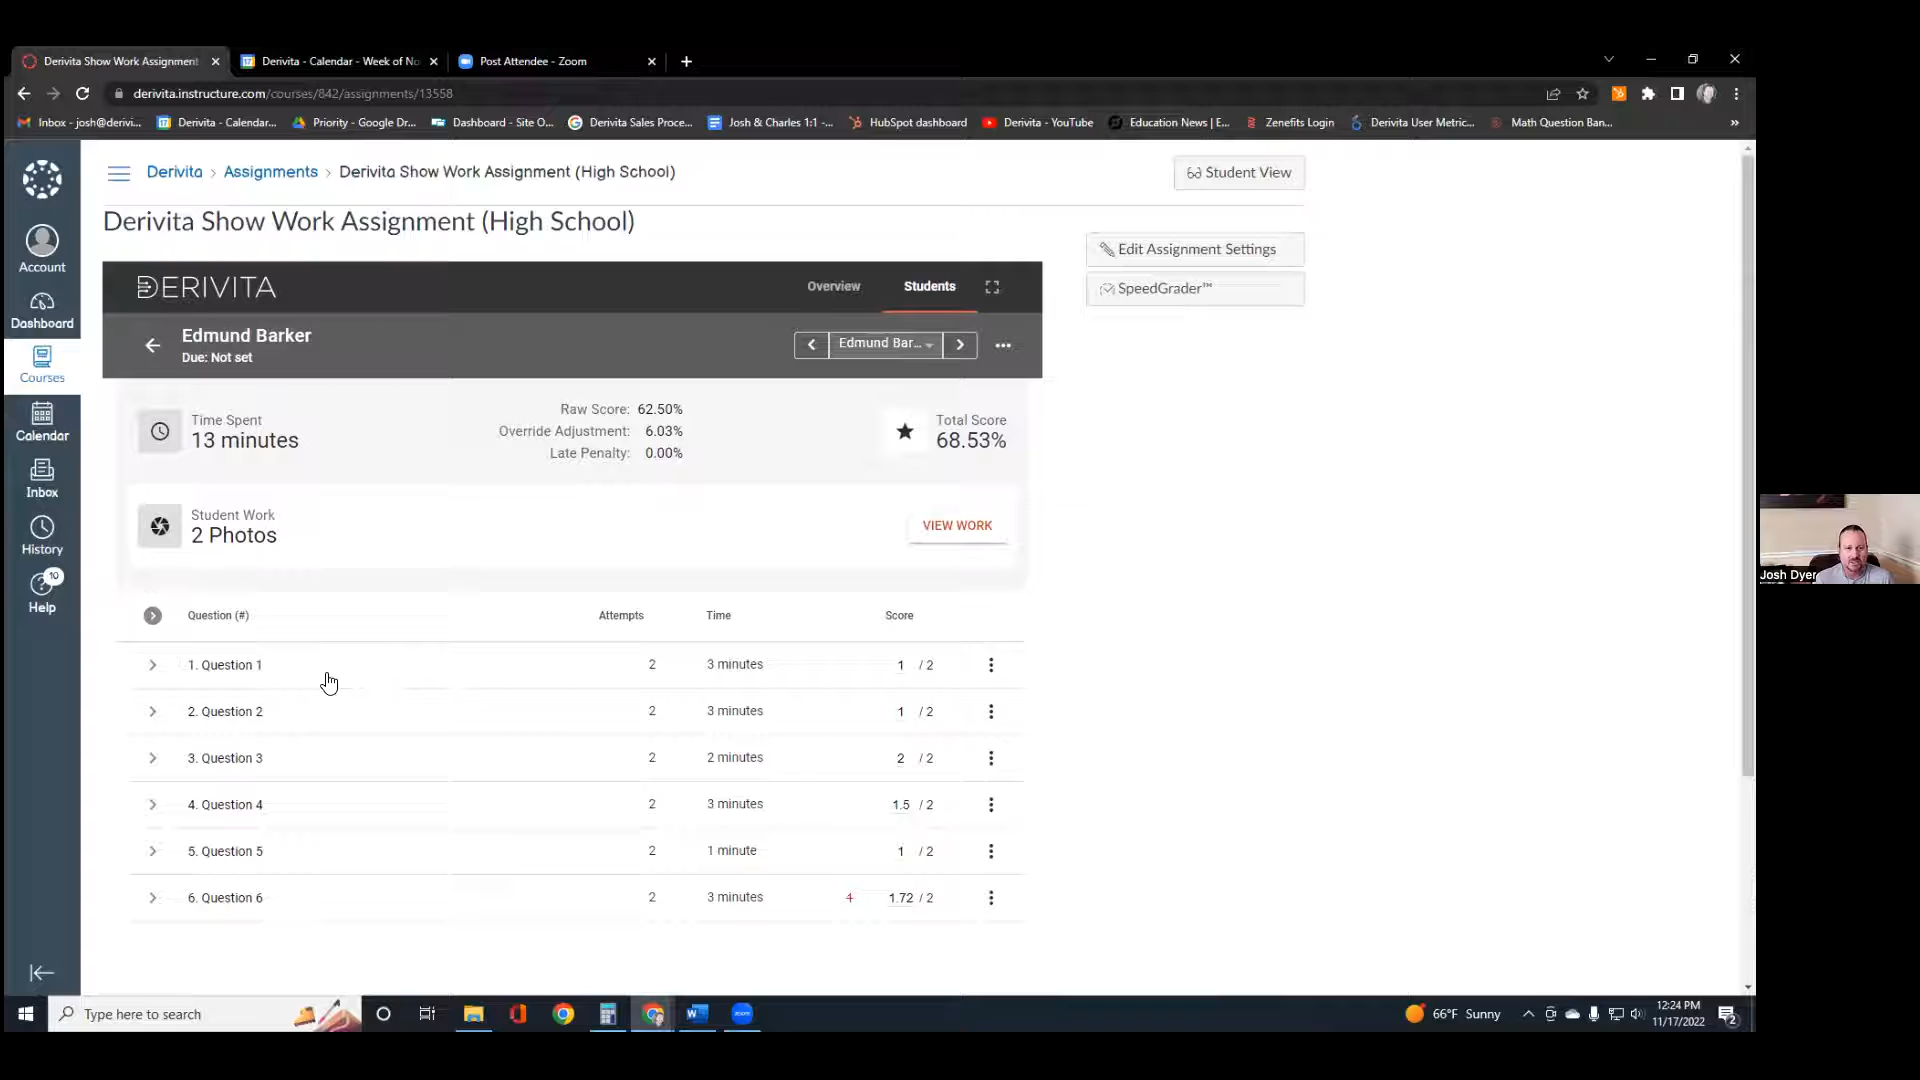 Derivita Show Work Assignment
Derivita - Calendar - Week of No
Post Attendee - Zoom
derivita.instructure.com/courses/842/assignments/13558
Inbox - josh@derivi...
Derivita - Calendar...
Priority - Google Dr...
Dashboard - Site O...
Derivita Sales Proce...
Josh & Charles 1:1 -...
HubSpot dashboard
Derivita - YouTube
Education News | E...
Zenefits Login
Derivita User Metric...
Math Question Ban...
Derivita › Assignments › Derivita Show Work Assignment (High School)
Student View
Derivita Show Work Assignment (High School)
Edit Assignment Settings
SpeedGrader™
Account
Dashboard
Courses
Calendar
Inbox
History
10
Help
DERIVITA
Overview
Students
Edmund Barker
Due: Not set
Edmund Bar...
Time Spent
13 minutes
Raw Score: 62.50%
Override Adjustment: 6.03%
Late Penalty: 0.00%
Total Score
68.53%
Student Work
2 Photos
VIEW WORK
Question (#) Attempts Time Score
1. Question 1 2 3 minutes 1 / 2
2. Question 2 2 3 minutes 1 / 2
3. Question 3 2 2 minutes 2 / 2
4. Question 4 2 3 minutes 1.5 / 2
5. Question 5 2 1 minute 1 / 2
6. Question 6 2 3 minutes 1.72 / 2
Josh Dyer
Type here to search
zoom
66°F Sunny
12:24 PM
11/17/2022
2